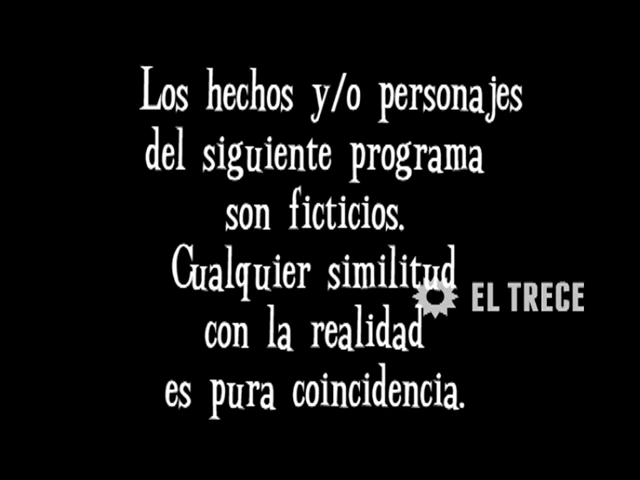 Los hechos y/o personajes
del siguiente programa
son ficticios.
Cualquier similitud
EL TRECE
con la realidad
es pura coincidencia.